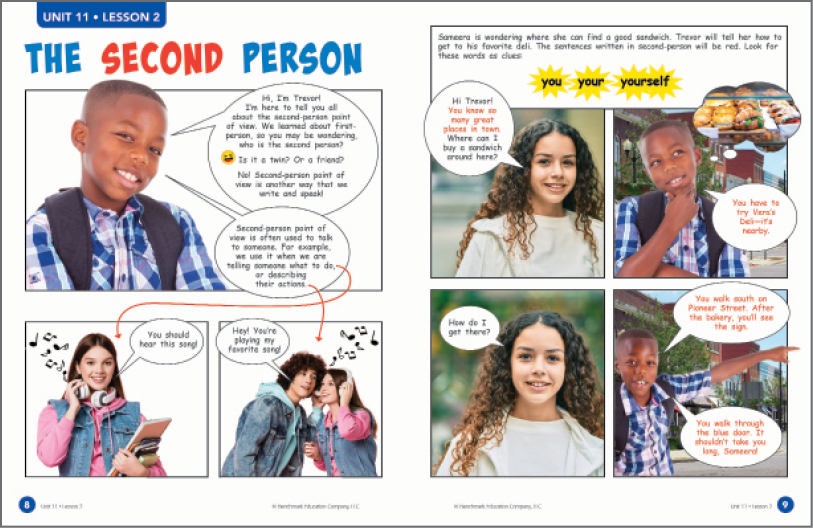 UNIT 11 • LESSON 2
THE SECOND PERSON
Hi, I'm Trevor!
I'm here to tell you all
about the second-person point
of view. We learned about first-
person, so you may be wondering,
who is the second person?
Is it a twin? Or a friend?
No! Second-person point of
view is another way that we
write and speak!
Second-person point of
view is often used to talk
to someone. For example,
we use it when we are
telling someone what to do,
or describing
their actions.
You should
hear this song!
Hey! You're
playing my
favorite song!
8
Unit 11 • Lesson 2
© Benchmark Education Company, LLC
Sameera is wondering where she can find a good sandwich. Trevor will tell her how to
get to his favorite deli. The sentences written in second-person will be red. Look for
these words as clues:
you your yourself
Hi Trevor!
You know so
many great
places in town.
Where can I
buy a sandwich
around here?
You have to
try Vera's
Deli—it's
nearby.
How do I
get there?
You walk south on
Pioneer Street. After
the bakery, you'll see
the sign.
You walk through
the blue door. It
shouldn't take you
long, Sameera!
© Benchmark Education Company, LLC
Unit 11 • Lesson 2
9